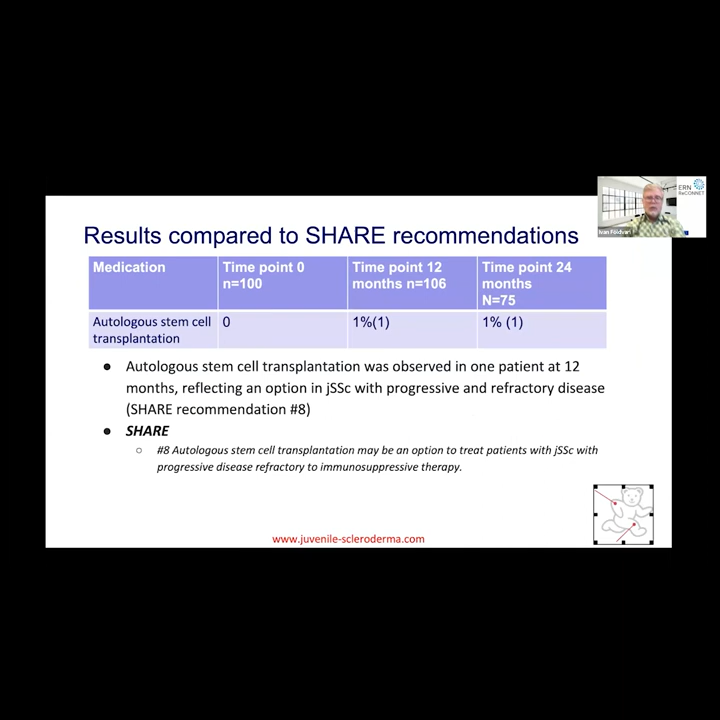 ERN
ReCONNET
Ivan Foldvari
Results compared to SHARE recommendations
Medication
Time point 0
n=100
Time point 12
months n=106
Time point 24
months
N=75
Autologous stem cell
transplantation
0
1%(1)
1% (1)
● Autologous stem cell transplantation was observed in one patient at 12
months, reflecting an option in jSSc with progressive and refractory disease
(SHARE recommendation #8)
● SHARE
○ #8 Autologous stem cell transplantation may be an option to treat patients with jSSc with
progressive disease refractory to immunosuppressive therapy.
www.juvenile-scleroderma.com